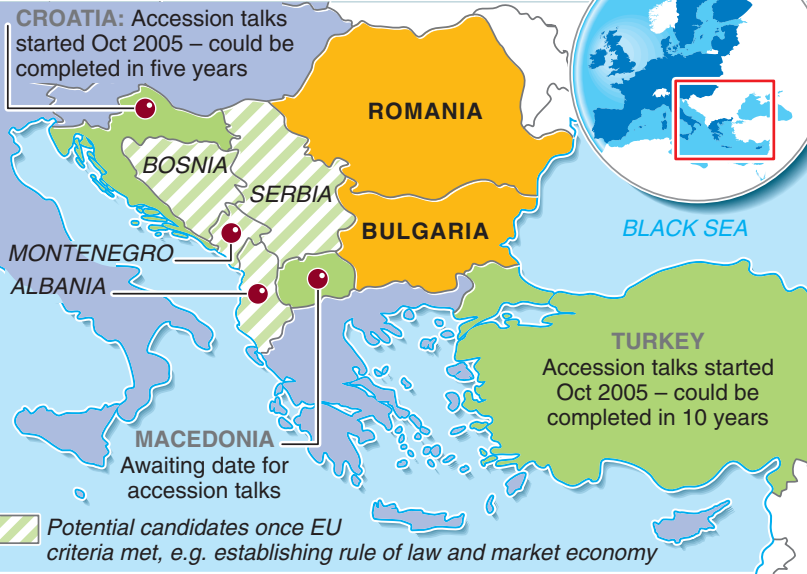 CROATIA: Accession talks
started Oct 2005 – could be
completed in five years
ROMANIA
BOSNIA
SERBIA
BULGARIA
BLACK SEA
MONTENEGRO
ALBANIA
TURKEY
Accession talks started
Oct 2005 – could be
completed in 10 years
MACEDONIA
Awaiting date for
accession talks
Potential candidates once EU
criteria met, e.g. establishing rule of law and market economy